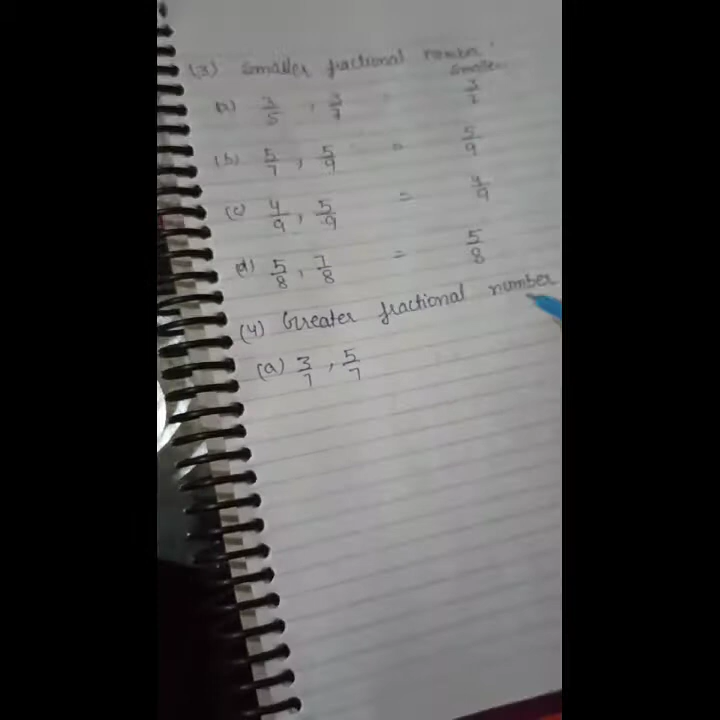 (3) Smaller fractional number
Smaller
(a) 3/5 , 3/7 = 3/7
(b) 5/7 , 5/9 = 5/9
(c) 4/9 , 5/9 = 4/9
(d) 5/8 , 7/8 = 5/8
(4) Greater fractional number
(a) 3/7 , 5/7